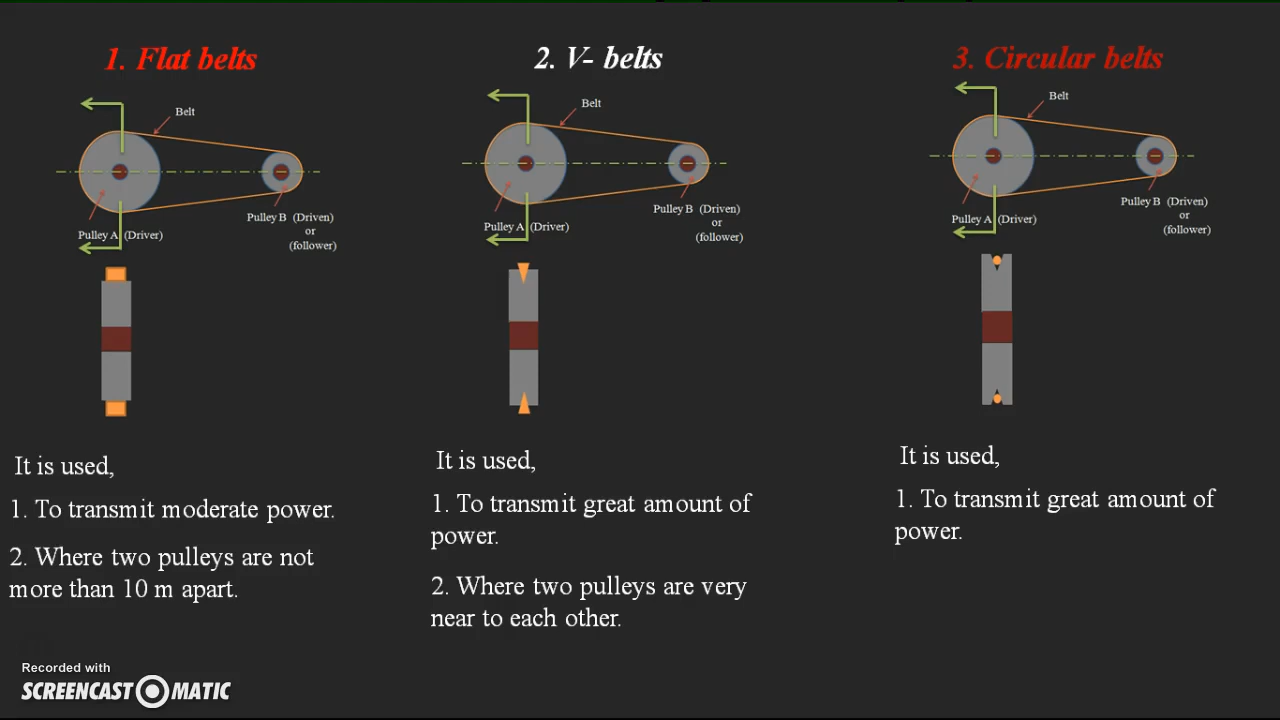 1. Flat belts
Belt
Pulley A (Driver)
Pulley B (Driven)
or
(follower)
It is used,
1. To transmit moderate power.
2. Where two pulleys are not
more than 10 m apart.
2. V- belts
Belt
Pulley A (Driver)
Pulley B (Driven)
or
(follower)
It is used,
1. To transmit great amount of
power.
2. Where two pulleys are very
near to each other.
3. Circular belts
Belt
Pulley A (Driver)
Pulley B (Driven)
or
(follower)
It is used,
1. To transmit great amount of
power.
Recorded with
SCREENCAST MATIC